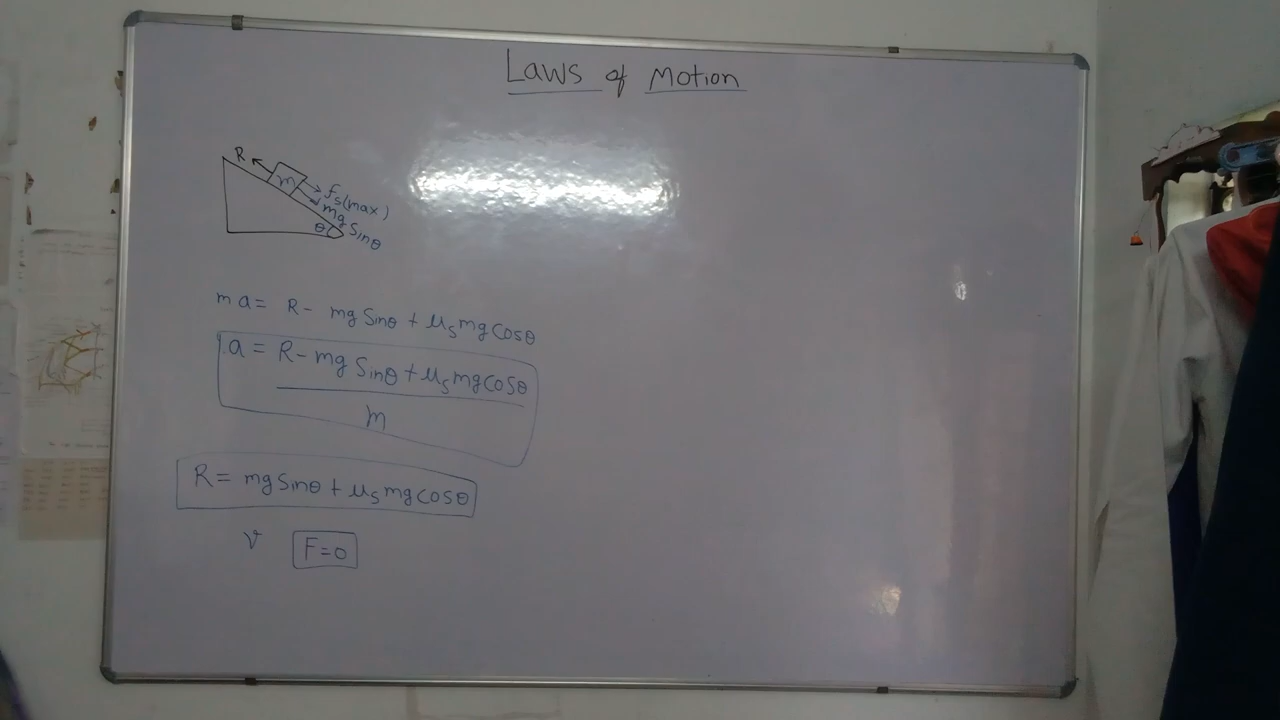 Laws of Motion
R
m
fs(max)
mg Sinθ
θ
ma = R - mg Sinθ + μs mg cosθ
a = R - mg Sinθ + μs mg cosθ
m
R = mg Sinθ + μs mg cosθ
v F=0